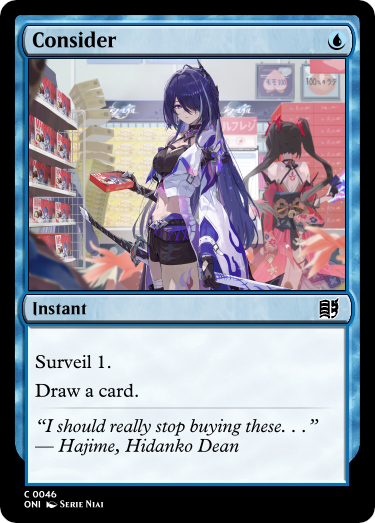 Consider
Instant
Surveil 1.
Draw a card.
“I should really stop buying these. . .”
— Hajime, Hidanko Dean
C 0046
ONI Serie Niai